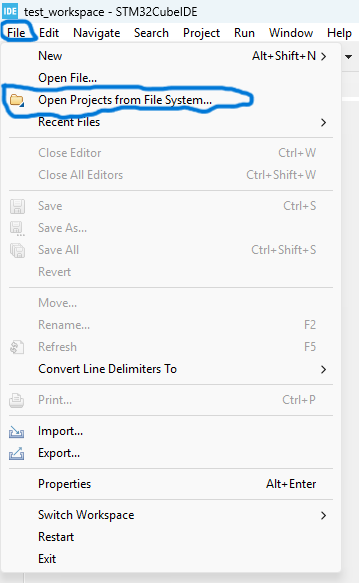 IDE test_workspace - STM32CubeIDE
File Edit Navigate Search Project Run Window Help
New Alt+Shift+N >
Open File...
Open Projects from File System...
Recent Files >
Close Editor Ctrl+W
Close All Editors Ctrl+Shift+W
Save Ctrl+S
Save As...
Save All Ctrl+Shift+S
Revert
Move...
Rename... F2
Refresh F5
Convert Line Delimiters To >
Print... Ctrl+P
Import...
Export...
Properties Alt+Enter
Switch Workspace >
Restart
Exit